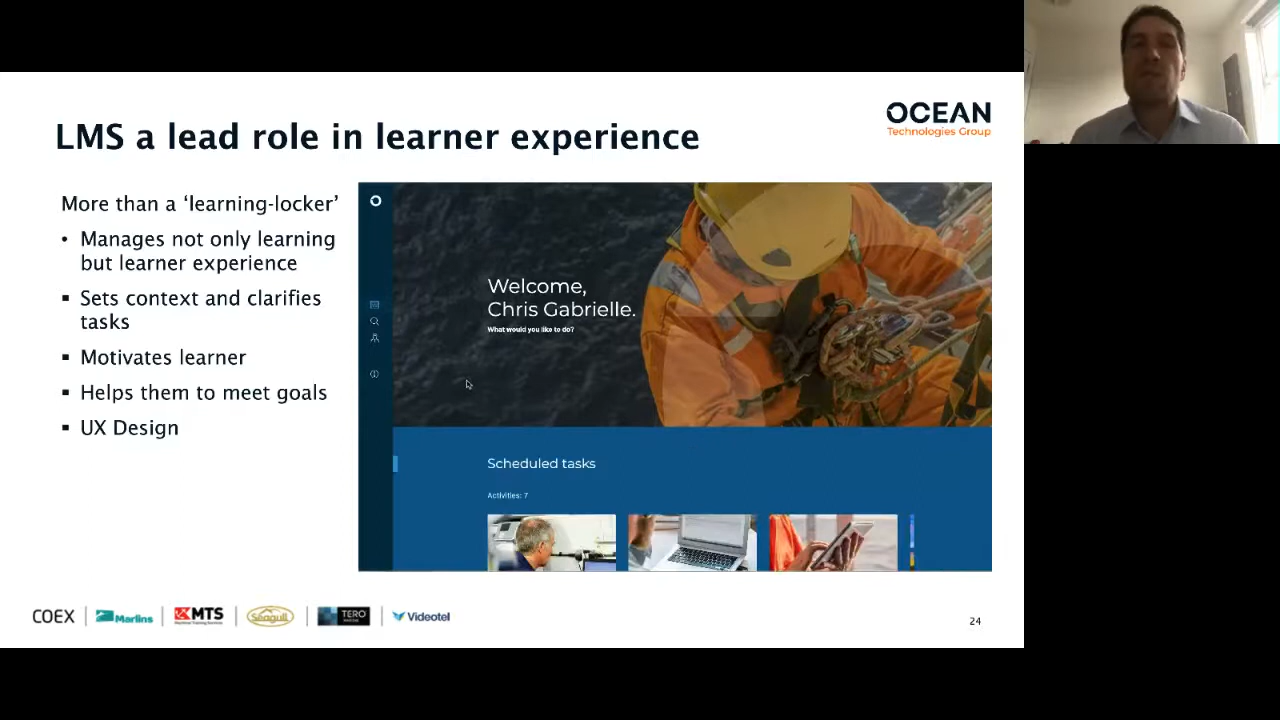 OCEAN
Technologies Group
LMS a lead role in learner experience
More than a ‘learning-locker’
• Manages not only learning
but learner experience
▪ Sets context and clarifies
tasks
▪ Motivates learner
▪ Helps them to meet goals
▪ UX Design
Welcome,
Chris Gabrielle.
What would you like to do?
Scheduled tasks
Activities: 7
COEX
Marlins
MTS
Seagull
TERO
Videotel
24